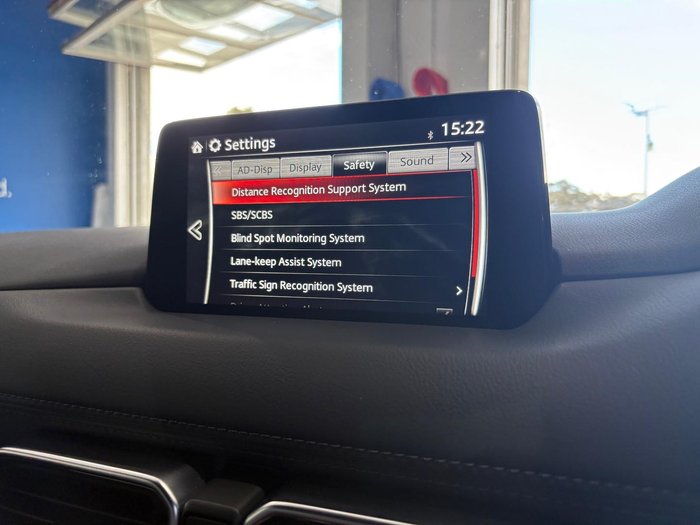 Settings
15:22
AD-Disp Display Safety Sound
Distance Recognition Support System
SBS/SCBS
Blind Spot Monitoring System
Lane-keep Assist System
Traffic Sign Recognition System